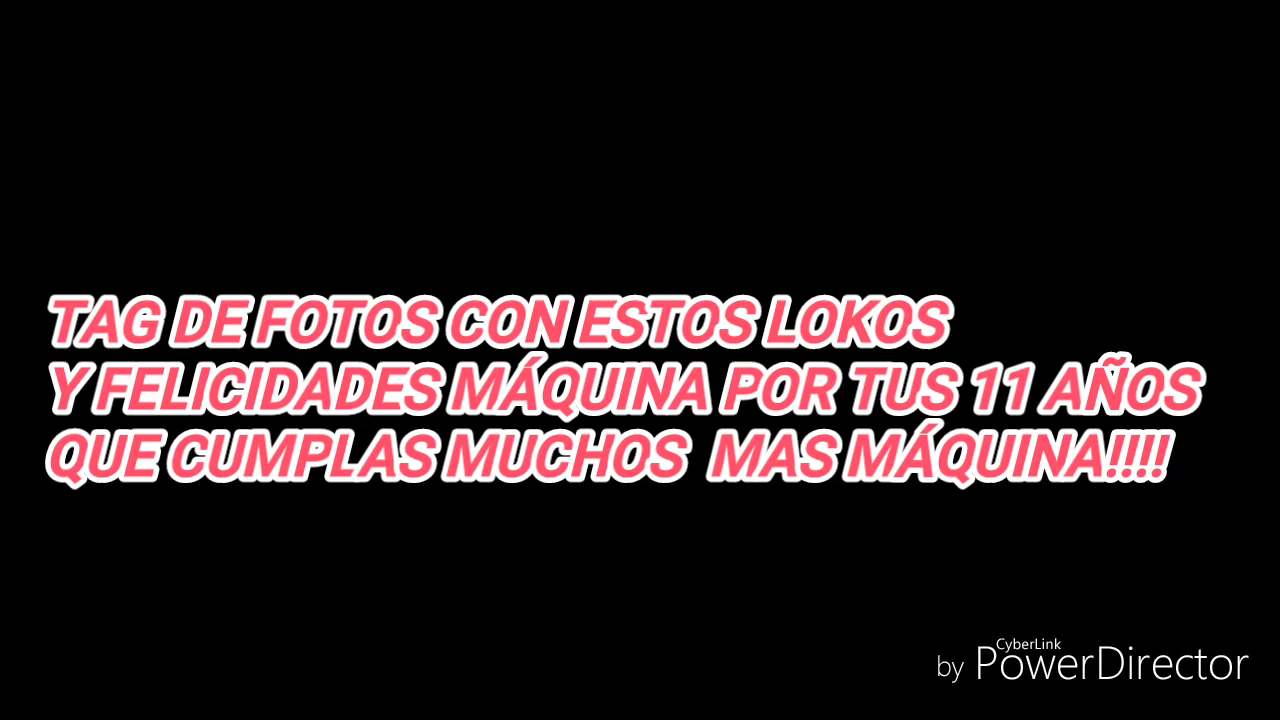 TAG DE FOTOS CON ESTOS LOKOS
Y FELICIDADES MÁQUINA POR TUS 11 AÑOS
QUE CUMPLAS MUCHOS MAS MÁQUINA!!!!
CyberLink
by PowerDirector